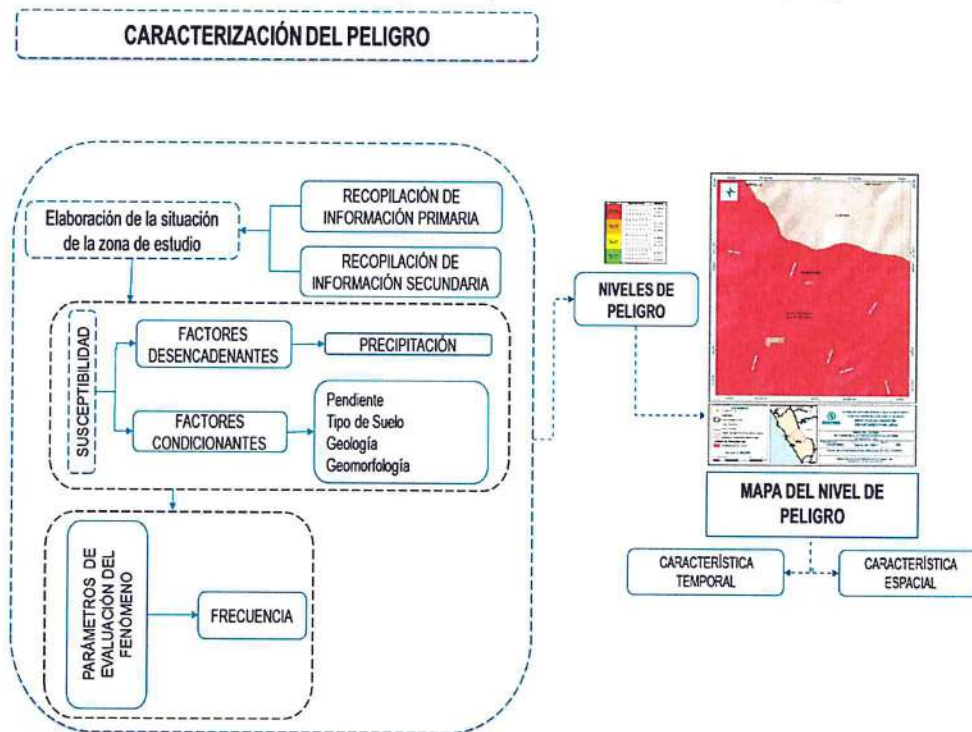 CARACTERIZACIÓN DEL PELIGRO
Elaboración de la situación
de la zona de estudio
RECOPILACIÓN DE
INFORMACIÓN PRIMARIA
RECOPILACIÓN DE
INFORMACIÓN SECUNDARIA
SUSCEPTIBILIDAD
FACTORES
DESENCADENANTES
PRECIPITACIÓN
FACTORES
CONDICIONANTES
Pendiente
Tipo de Suelo
Geología
Geomorfología
PARÁMETROS DE
EVALUACIÓN DEL
FENÓMENO
FRECUENCIA
NIVELES DE
PELIGRO
MAPA DEL NIVEL DE
PELIGRO
CARACTERÍSTICA
TEMPORAL
CARACTERÍSTICA
ESPACIAL